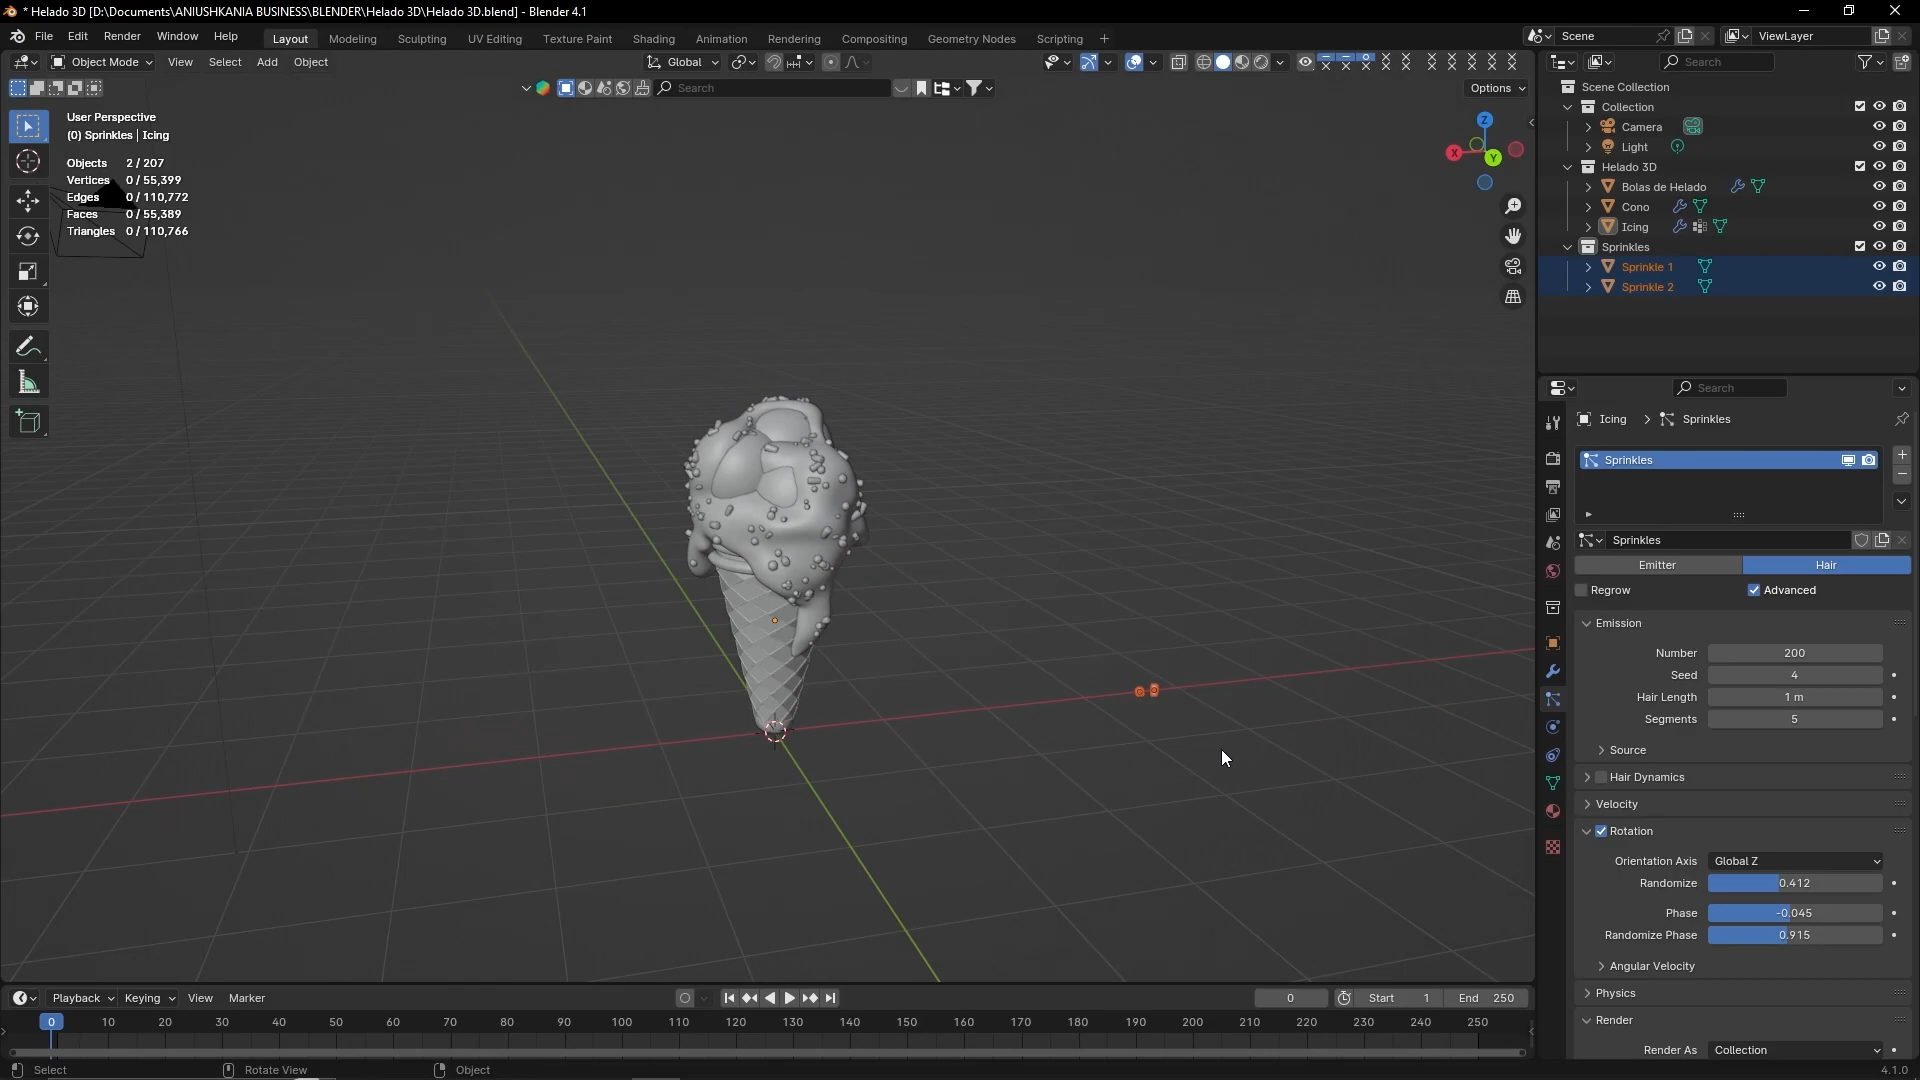 * Helado 3D [D:\Documents\ANIUSHKANIA BUSINESS\BLENDER\Helado 3D\Helado 3D.blend] - Blender 4.1
File Edit Render Window Help Layout Modeling Sculpting UV Editing Texture Paint Shading Animation Rendering Compositing Geometry Nodes Scripting + Scene ViewLayer
Object Mode View Select Add Object Global Search
Search Options
User Perspective
(0) Sprinkles | Icing
Objects 2 / 207
Vertices 0 / 55,399
Edges 0 / 110,772
Faces 0 / 55,389
Triangles 0 / 110,766
Z
X
Y
Scene Collection
Collection
Camera
Light
Helado 3D
Bolas de Helado
Cono
Icing
Sprinkles
Sprinkle 1
Sprinkle 2
Search
Icing > Sprinkles
Sprinkles
Sprinkles
Emitter Hair
Regrow Advanced
Emission
Number 200
Seed 4
Hair Length 1 m
Segments 5
Source
Hair Dynamics
Velocity
Rotation
Orientation Axis Global Z
Randomize 0.412
Phase -0.045
Randomize Phase 0.915
Angular Velocity
Physics
Render
Render As Collection
Playback Keying View Marker 0 Start 1 End 250
0 10 20 30 40 50 60 70 80 90 100 110 120 130 140 150 160 170 180 190 200 210 220 230 240 250
Select Rotate View Object 4.1.0